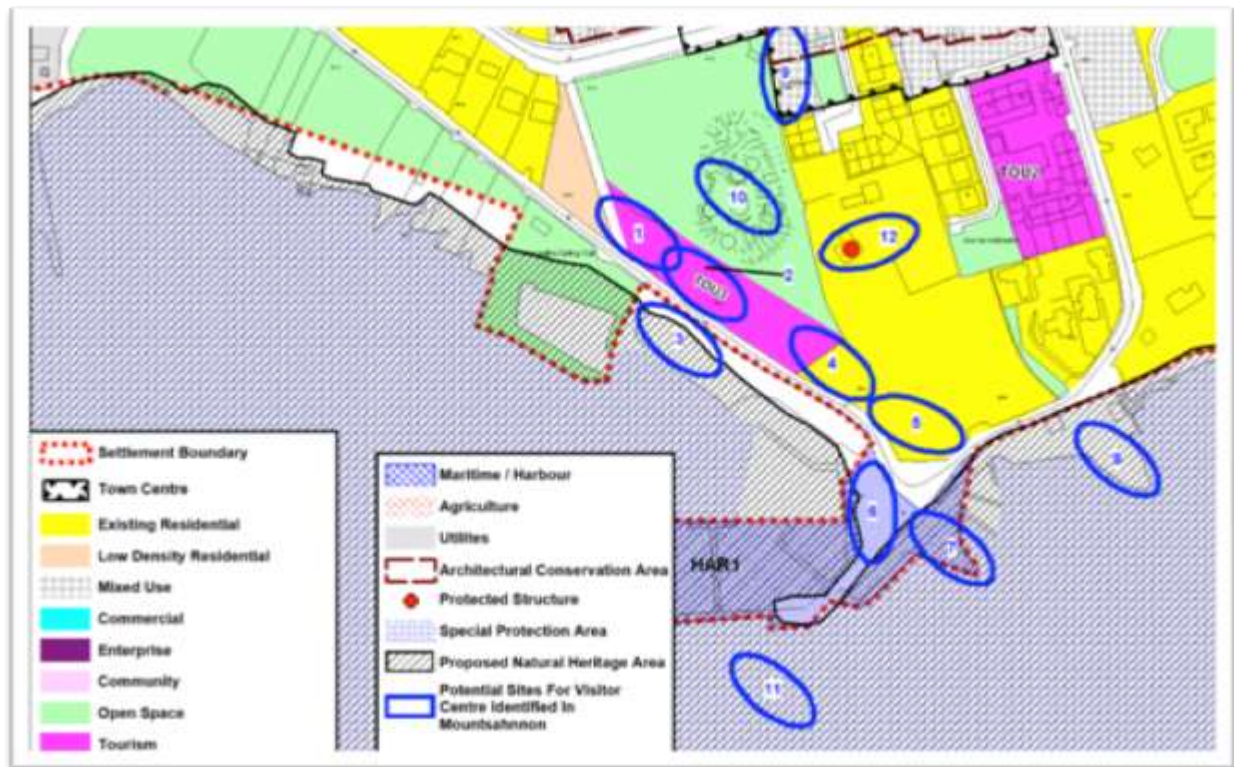 9
10
1
12
TOU2
2
TOU3
3
4
5
8
6
7
HAR1
11
Settlement Boundary
Town Centre
Existing Residential
Low Density Residential
Mixed Use
Commercial
Enterprise
Community
Open Space
Tourism
Maritime / Harbour
Agriculture
Utilites
Architectural Conservation Area
Protected Structure
Special Protection Area
Proposed Natural Heritage Area
Potential Sites For Visitor
Centre Identified In
Mountsahnnon